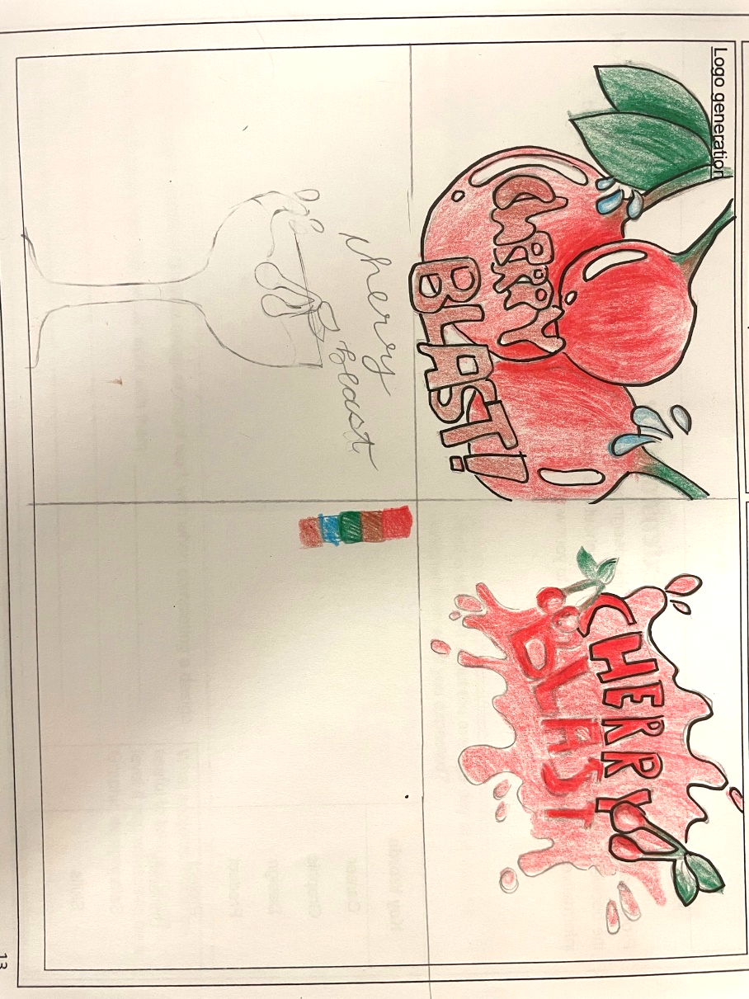 Logo generation
CHERRY
BLAST!
CHERRY
BLAST
Cherry
Blast
13